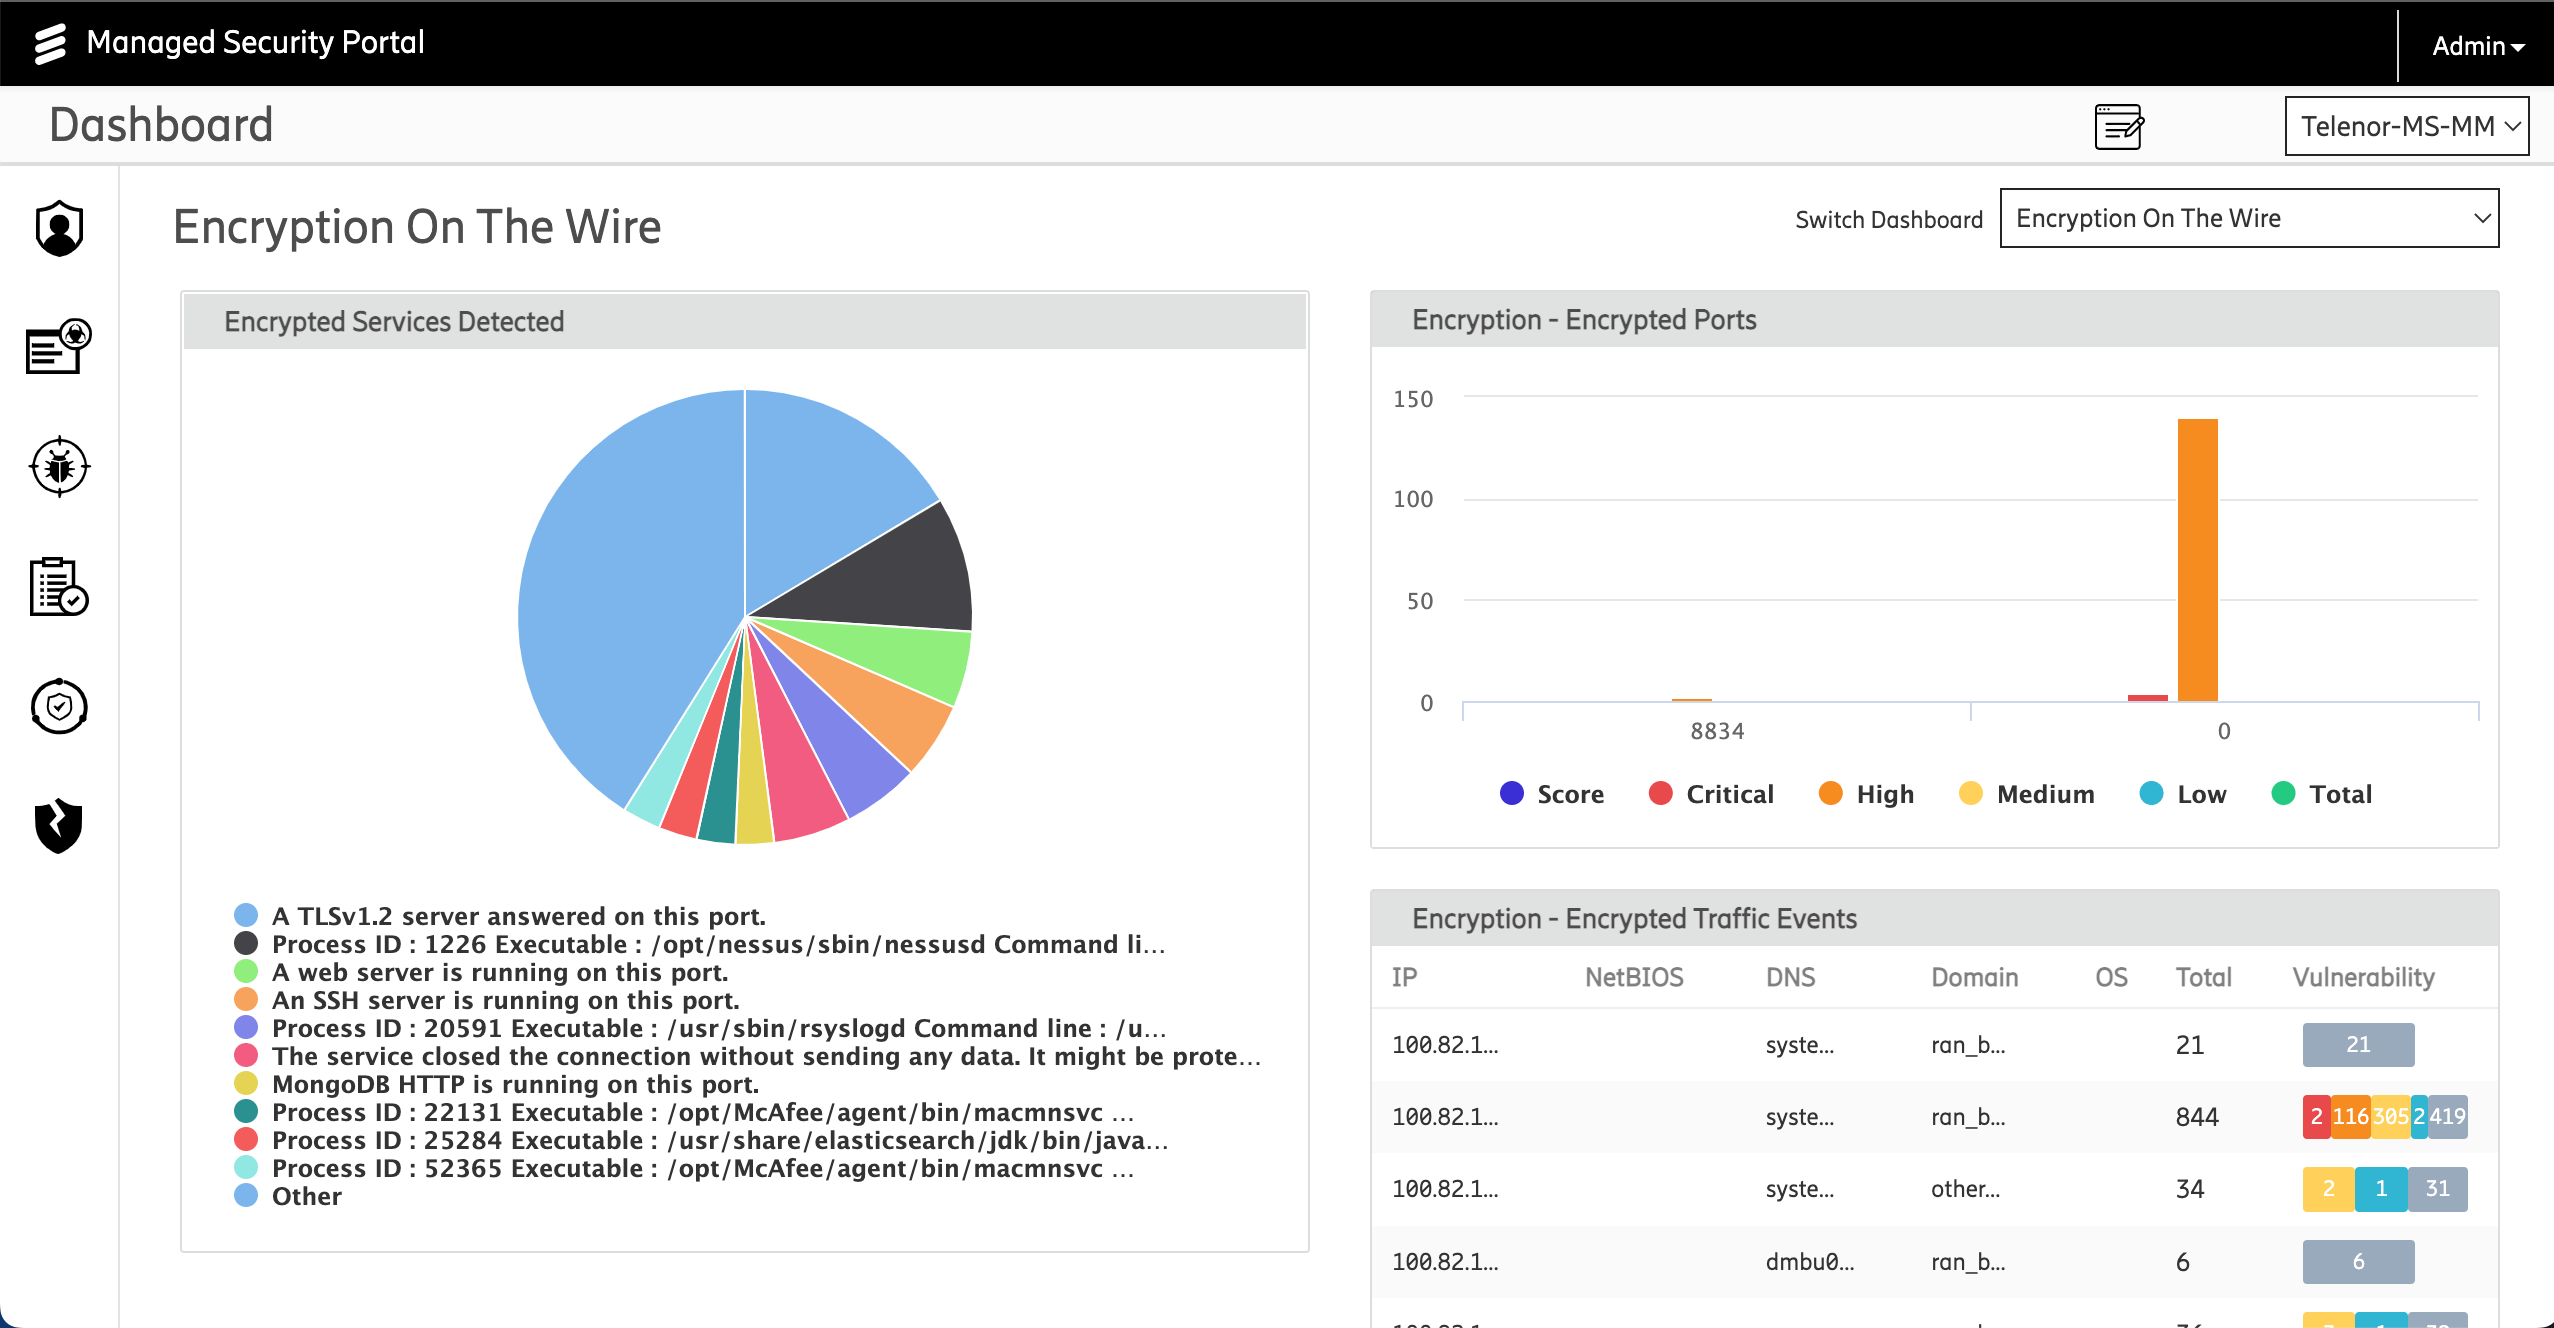 Managed Security Portal
Admin
Dashboard
Telenor-MS-MM
Encryption On The Wire
Switch Dashboard
Encryption On The Wire
Encrypted Services Detected
A TLSv1.2 server answered on this port.
Process ID : 1226 Executable : /opt/nessus/sbin/nessusd Command li...
A web server is running on this port.
An SSH server is running on this port.
Process ID : 20591 Executable : /usr/sbin/rsyslogd Command line : /u...
The service closed the connection without sending any data. It might be prote...
MongoDB HTTP is running on this port.
Process ID : 22131 Executable : /opt/McAfee/agent/bin/macmnsvc ...
Process ID : 25284 Executable : /usr/share/elasticsearch/jdk/bin/java...
Process ID : 52365 Executable : /opt/McAfee/agent/bin/macmnsvc ...
Other
Encryption - Encrypted Ports
150
100
50
0
8834 0
Score Critical High Medium Low Total
Encryption - Encrypted Traffic Events
IP NetBIOS DNS Domain OS Total Vulnerability
100.82.1... syste... ran_b... 21 21
100.82.1... syste... ran_b... 844 2 116 305 2 419
100.82.1... syste... other... 34 2 1 31
100.82.1... dmbu0... ran_b... 6 6